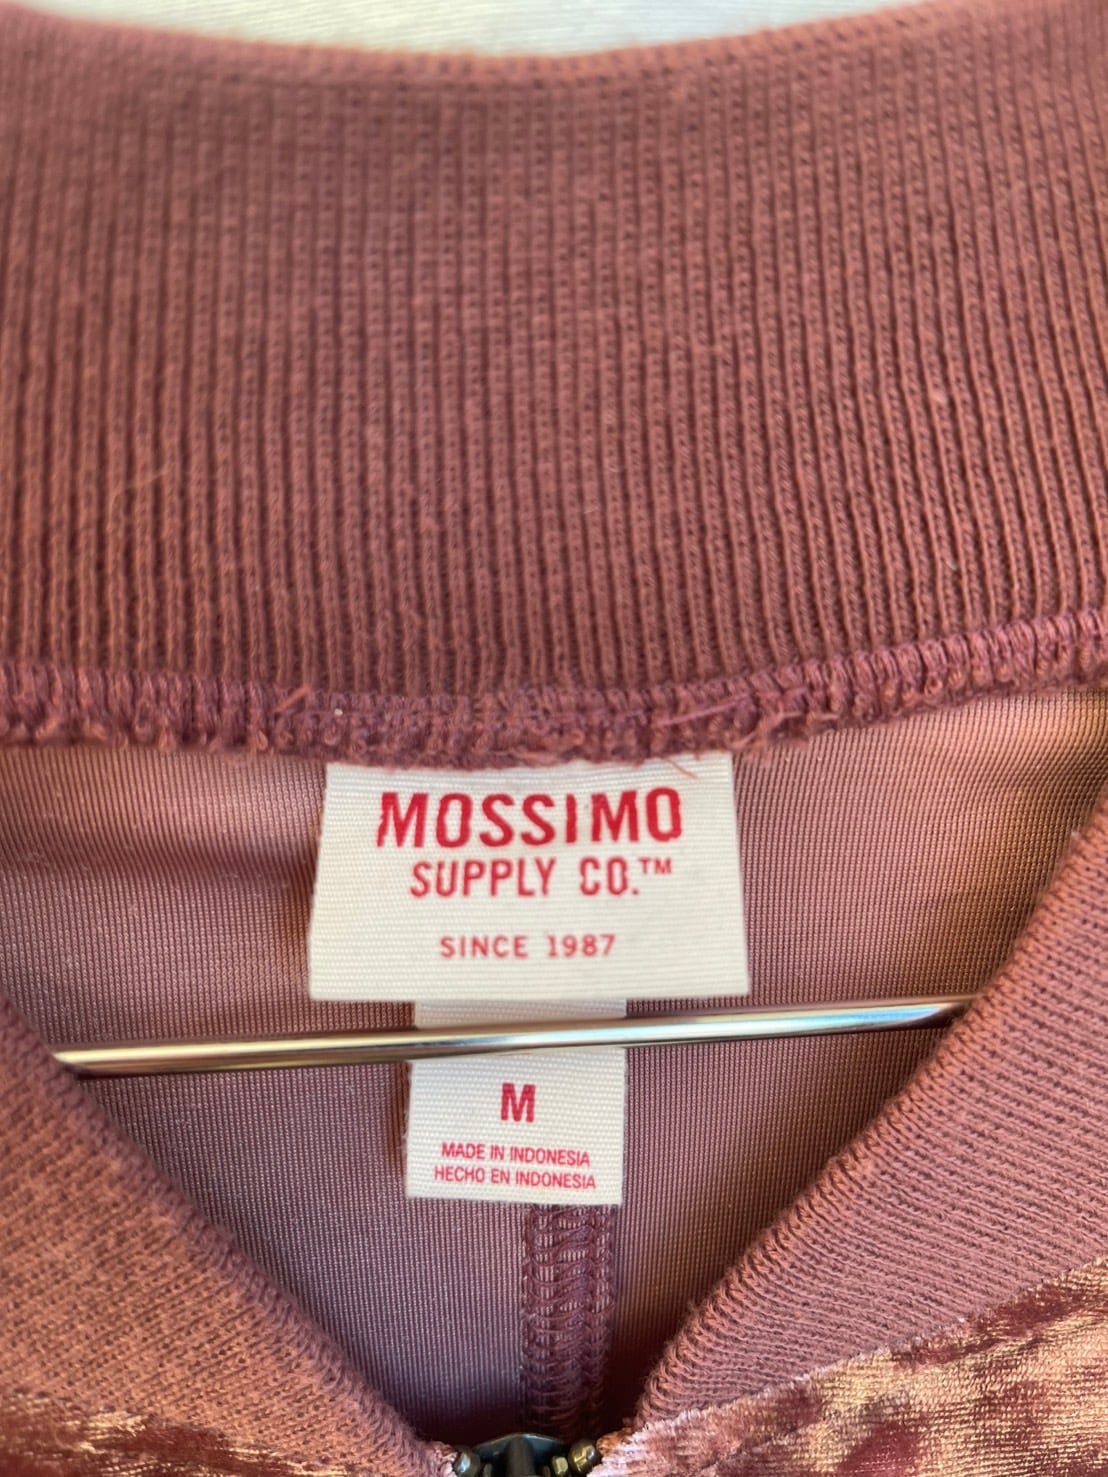 MOSSIMO
SUPPLY CO.™
SINCE 1987
M
MADE IN INDONESIA
HECHO EN INDONESIA